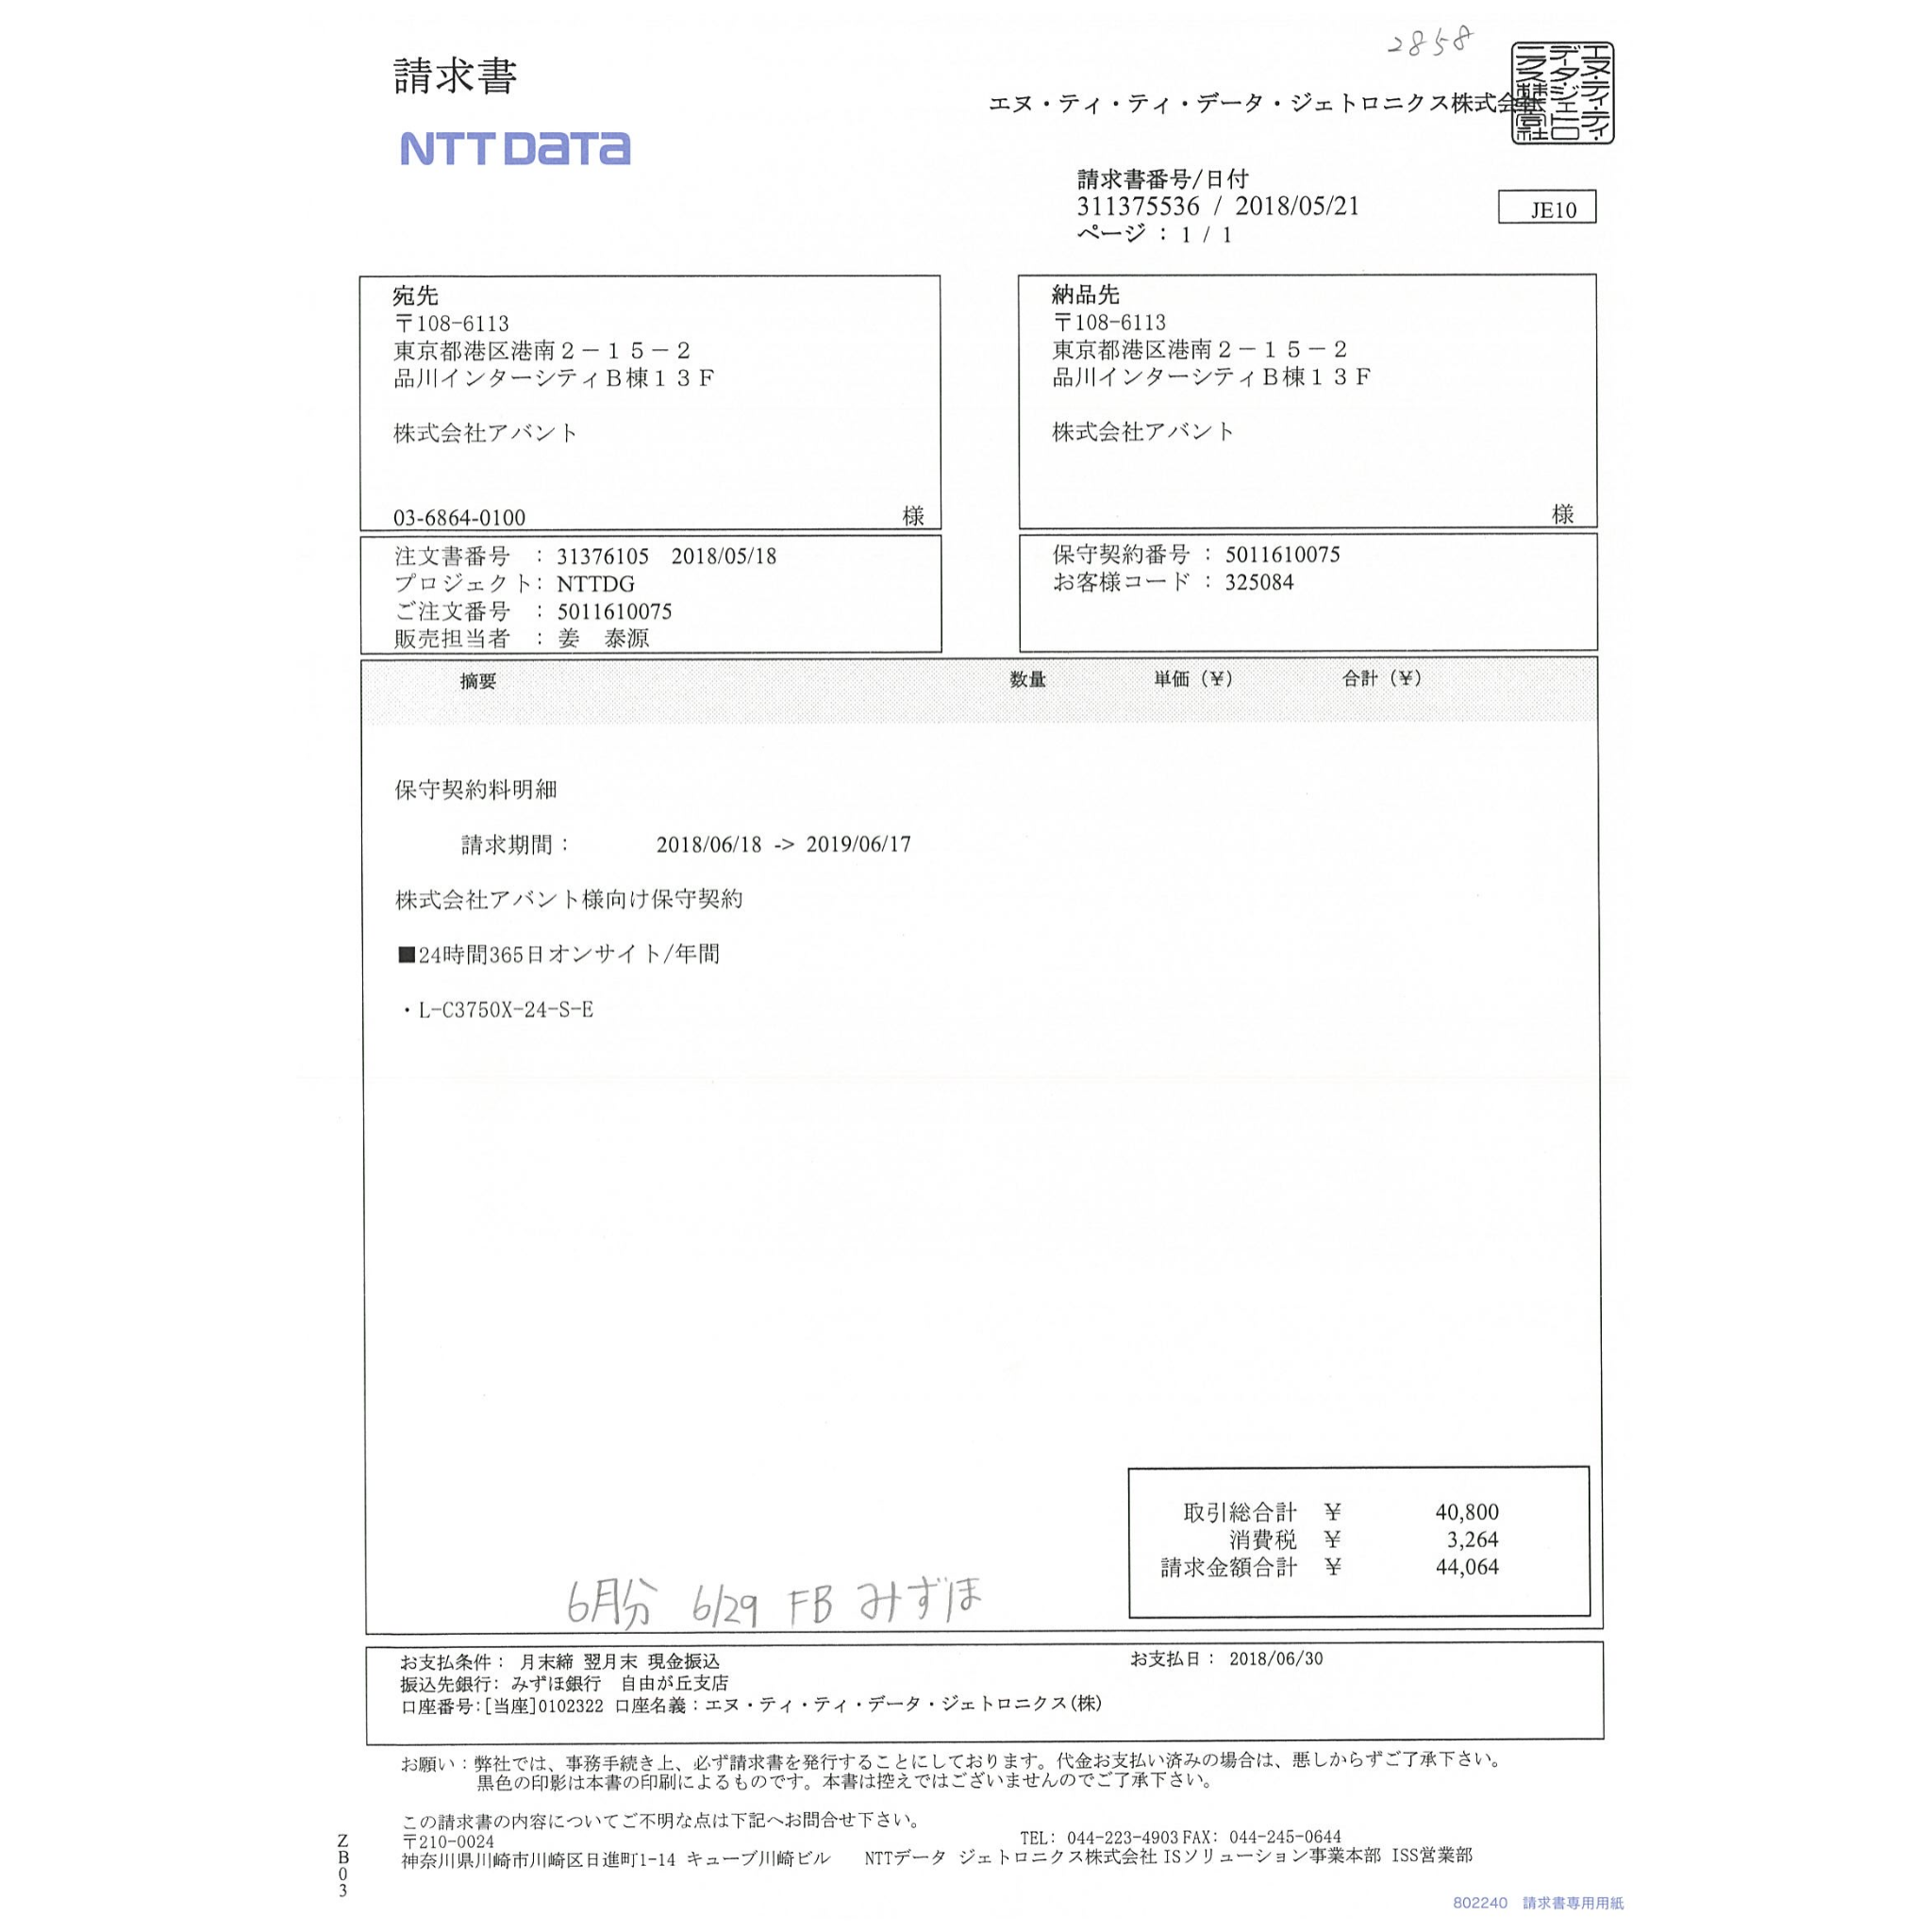 2858
請求書
エヌ・ティ・ティ・データ・ジェトロニクス株式会社
エヌ・ティ・ティ・データ・ジェトロニクス株式会社
NTT DATA
請求書番号/日付
311375536 / 2018/05/21
JE10
ページ : 1 / 1
宛先
〒108-6113
東京都港区港南2-15-2
品川インターシティB棟13F
株式会社アバント
03-6864-0100 様
納品先
〒108-6113
東京都港区港南2-15-2
品川インターシティB棟13F
株式会社アバント
様
注文書番号 : 31376105 2018/05/18
プロジェクト: NTTDG
ご注文番号 : 5011610075
販売担当者 : 姜 泰源
保守契約番号 : 5011610075
お客様コード : 325084
摘要 数量 単価(¥) 合計(¥)
保守契約料明細
請求期間: 2018/06/18 -> 2019/06/17
株式会社アバント様向け保守契約
■24時間365日オンサイト/年間
・L-C3750X-24-S-E
取引総合計 ¥ 40,800
消費税 ¥ 3,264
請求金額合計 ¥ 44,064
6月分 6/29 FB みずほ
お支払条件: 月末締 翌月末 現金振込 お支払日: 2018/06/30
振込先銀行: みずほ銀行 自由が丘支店
口座番号:[当座]0102322 口座名義:エヌ・ティ・ティ・データ・ジェトロニクス(株)
お願い:弊社では、事務手続き上、必ず請求書を発行することにしております。代金お支払い済みの場合は、悪しからずご了承下さい。
黒色の印影は本書の印刷によるものです。本書は控えではございませんのでご了承下さい。
この請求書の内容についてご不明な点は下記へお問合せ下さい。
〒210-0024 TEL: 044-223-4903 FAX: 044-245-0644
神奈川県川崎市川崎区日進町1-14 キューブ川崎ビル NTTデータ ジェトロニクス株式会社 ISソリューション事業本部 ISS営業部
ZB03
802240 請求書専用用紙